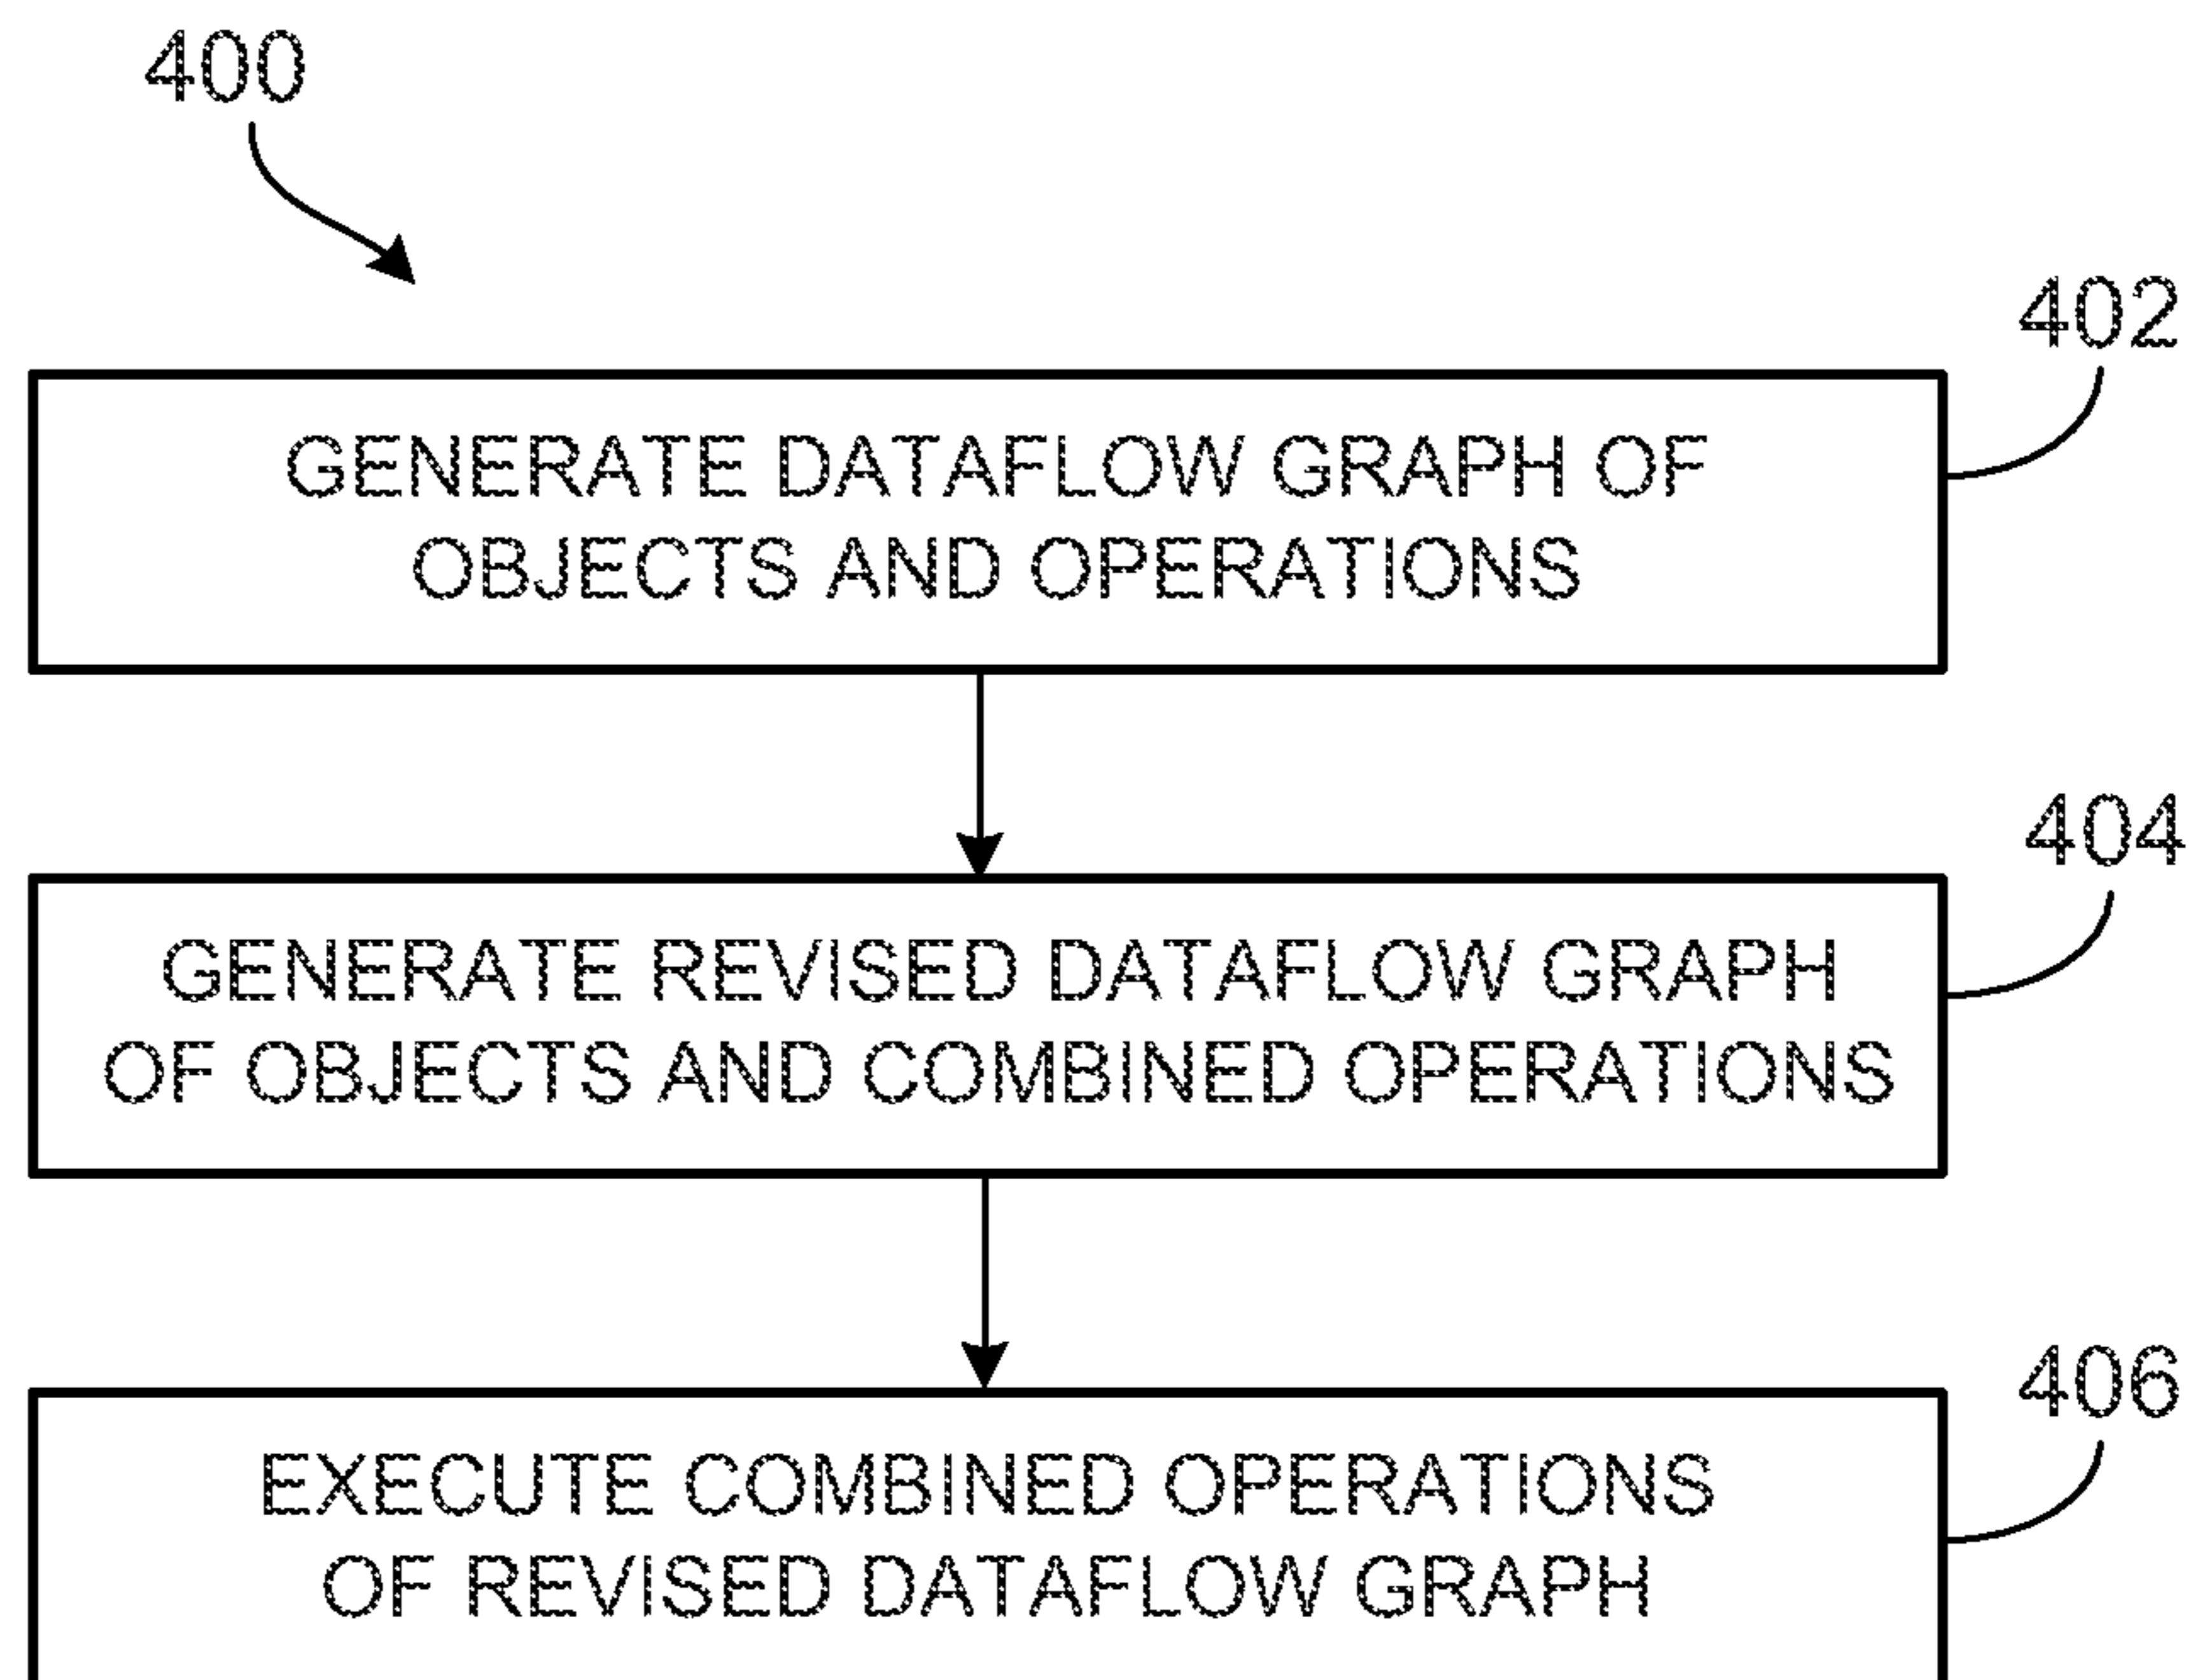 400
402
GENERATE DATAFLOW GRAPH OF
OBJECTS AND OPERATIONS
404
GENERATE REVISED DATAFLOW GRAPH
OF OBJECTS AND COMBINED OPERATIONS
406
EXECUTE COMBINED OPERATIONS
OF REVISED DATAFLOW GRAPH